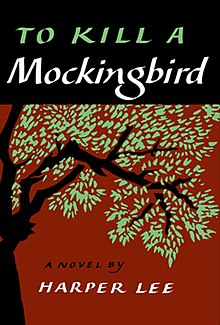 TO KILL A
Mockingbird
A NOVEL BY
HARPER LEE